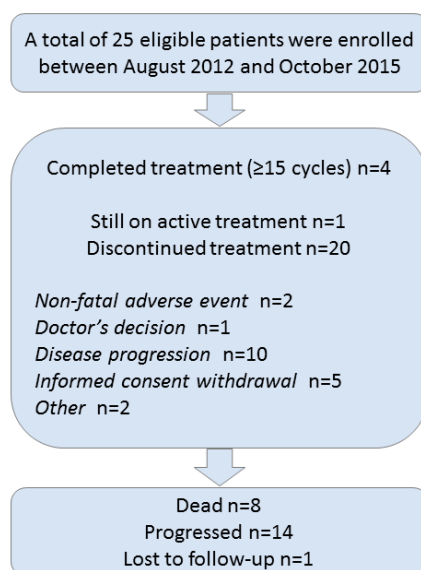 A total of 25 eligible patients were enrolled
between August 2012 and October 2015
Completed treatment (≥15 cycles) n=4
Still on active treatment n=1
Discontinued treatment n=20
Non-fatal adverse event n=2
Doctor's decision n=1
Disease progression n=10
Informed consent withdrawal n=5
Other n=2
Dead n=8
Progressed n=14
Lost to follow-up n=1